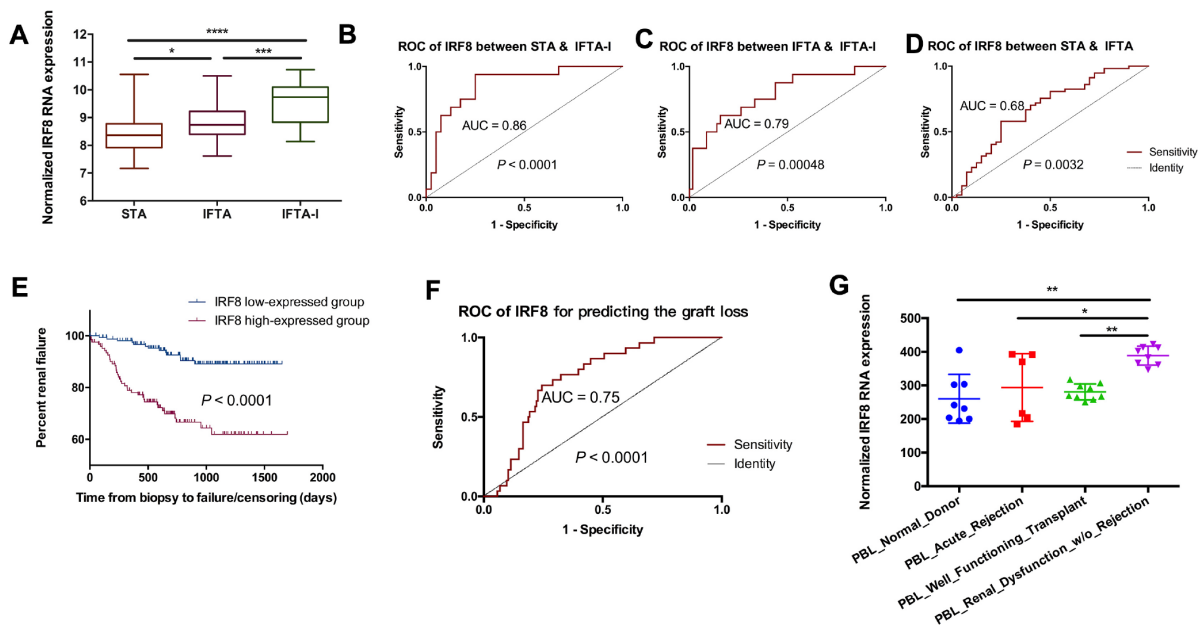 A
Normalized IRF8 RNA expression
12
11
10
9
8
7
6
****
*
***
STA
IFTA
IFTA-I
B
ROC of IRF8 between STA & IFTA-I
Sensitivity
1.0
0.5
0.0
AUC = 0.86
P < 0.0001
0.0
0.5
1.0
1 - Specificity
C
ROC of IRF8 between IFTA & IFTA-I
Sensitivity
1.0
0.5
0.0
AUC = 0.79
P = 0.00048
0.0
0.5
1.0
1 - Specificity
D
ROC of IRF8 between STA & IFTA
Sensitivity
1.0
0.5
0.0
AUC = 0.68
P = 0.0032
0.0
0.5
1.0
1 - Specificity
Sensitivity
Identity
E
IRF8 low-expressed group
IRF8 high-expressed group
Percent renal fialure
100
80
60
P < 0.0001
0
500
1000
1500
2000
Time from biopsy to failure/censoring (days)
F
ROC of IRF8 for predicting the graft loss
Sensitivity
1.0
0.5
0.0
AUC = 0.75
P < 0.0001
Sensitivity
Identity
0.0
0.5
1.0
1 - Specificity
G
Normalized IRF8 RNA expression
500
400
300
200
100
0
**
*
**
PBL_Normal_Donor
PBL_Acute_Rejection
PBL_Well_Functioning_Transplant
PBL_Renal_Dysfunction_w/o_Rejection